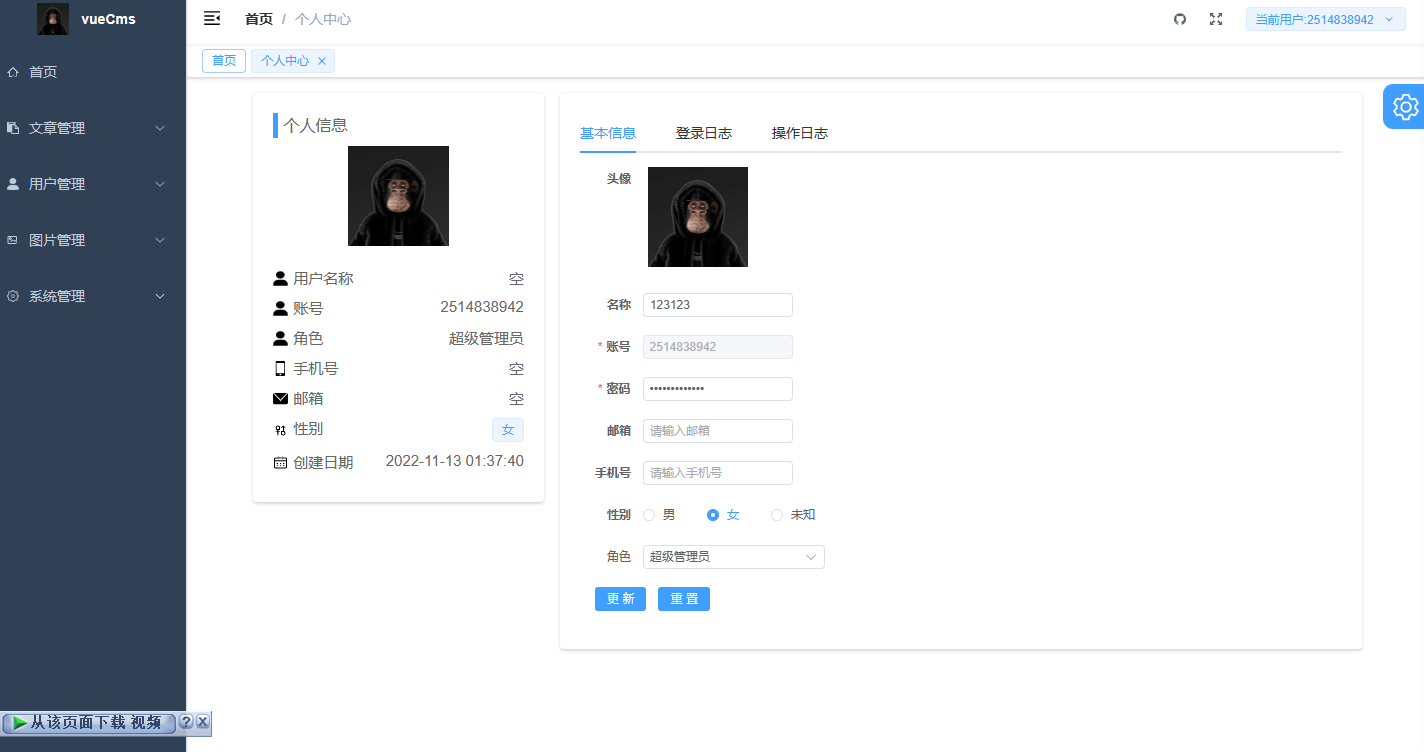 vueCms
首页
文章管理
用户管理
图片管理
系统管理
首页 / 个人中心
当前用户:2514838942
首页
个人中心
个人信息
用户名称 空
账号 2514838942
角色 超级管理员
手机号 空
邮箱 空
性别 女
创建日期 2022-11-13 01:37:40
基本信息 登录日志 操作日志
头像
名称 123123
* 账号 2514838942
* 密码 •••••••••••••
邮箱 请输入邮箱
手机号 请输入手机号
性别 男 女 未知
角色 超级管理员
更新 重置
从该页面下载 视频 ? X